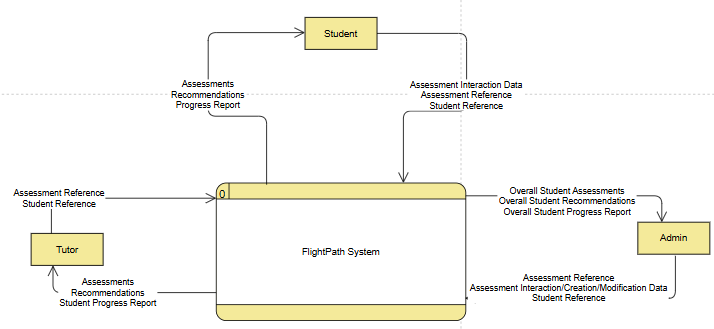 Student
Assessments
Recommendations
Progress Report
Assessment Interaction Data
Assessment Reference
Student Reference
0
Assessment Reference
Student Reference
Overall Student Assessments
Overall Student Recommendations
Overall Student Progress Report
Tutor
FlightPath System
Admin
Assessments
Recommendations
Student Progress Report
Assessment Reference
Assessment Interaction/Creation/Modification Data
Student Reference